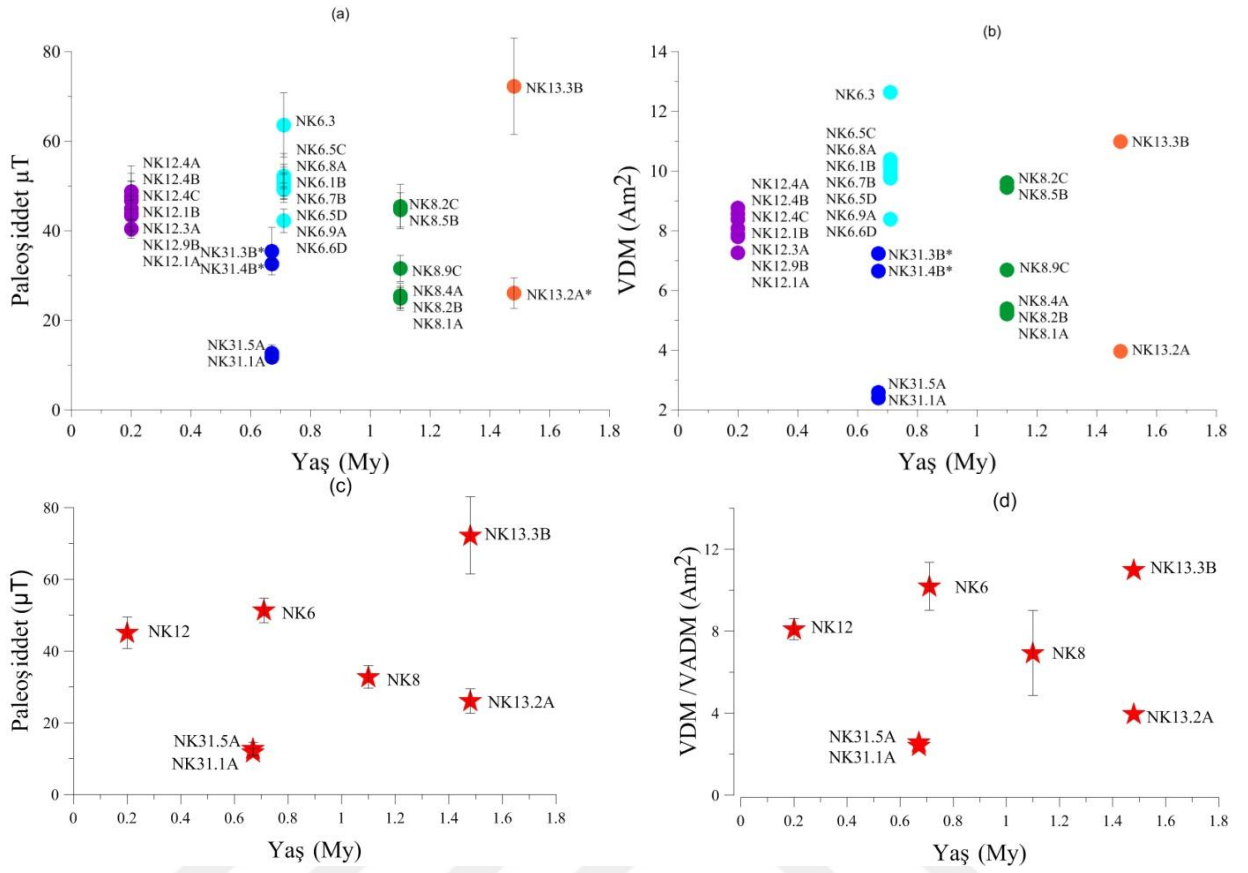 (a)
Paleoşiddet µT
80
60
40
20
0
NK12.4A
NK12.4B
NK12.4C
NK12.1B
NK12.3A
NK12.9B
NK12.1A
NK6.3
NK6.5C
NK6.8A
NK6.1B
NK6.7B
NK6.5D
NK6.9A
NK6.6D
NK31.3B*
NK31.4B*
NK31.5A
NK31.1A
NK8.2C
NK8.5B
NK8.9C
NK8.4A
NK8.2B
NK8.1A
NK13.3B
NK13.2A*
0 0.2 0.4 0.6 0.8 1 1.2 1.4 1.6 1.8
Yaş (My)
(b)
VDM (Am²)
14
12
10
8
6
4
2
NK12.4A
NK12.4B
NK12.4C
NK12.1B
NK12.3A
NK12.9B
NK12.1A
NK6.3
NK6.5C
NK6.8A
NK6.1B
NK6.7B
NK6.5D
NK6.9A
NK6.6D
NK31.3B*
NK31.4B*
NK31.5A
NK31.1A
NK8.2C
NK8.5B
NK8.9C
NK8.4A
NK8.2B
NK8.1A
NK13.3B
NK13.2A
0 0.2 0.4 0.6 0.8 1 1.2 1.4 1.6 1.8
Yaş (My)
(c)
Paleoşiddet (µT)
80
60
40
20
0
NK12
NK6
NK31.5A
NK31.1A
NK8
NK13.3B
NK13.2A
0 0.2 0.4 0.6 0.8 1 1.2 1.4 1.6 1.8
Yaş (My)
(d)
VDM /VADM (Am²)
12
8
4
0
NK12
NK6
NK31.5A
NK31.1A
NK8
NK13.3B
NK13.2A
0 0.2 0.4 0.6 0.8 1 1.2 1.4 1.6 1.8
Yaş (My)